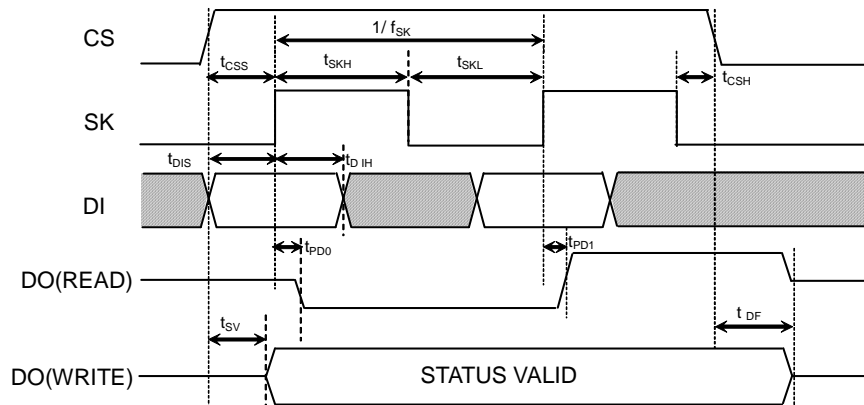 CS
1/ fSK
tCSS
tSKH
tSKL
tCSH
SK
tDIS
tD IH
DI
tPD0
tPD1
DO(READ)
tSV
t DF
DO(WRITE)
STATUS VALID